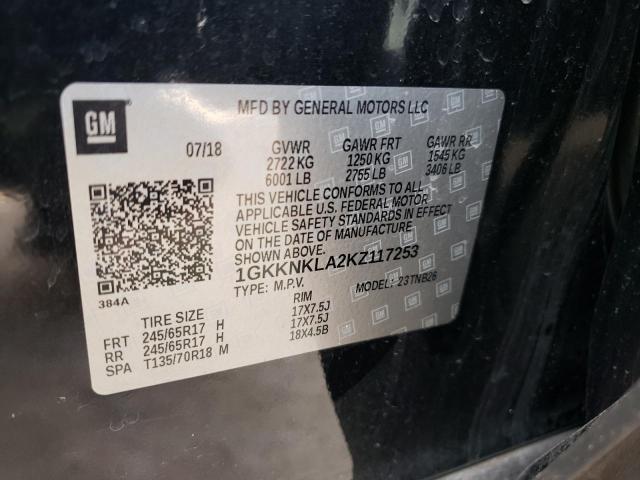 GM
MFD BY GENERAL MOTORS LLC
07/18 GVWR GAWR FRT GAWR RR
2722 KG 1250 KG 1545 KG
6001 LB 2755 LB 3406 LB
THIS VEHICLE CONFORMS TO ALL
APPLICABLE U.S. FEDERAL MOTOR
VEHICLE SAFETY STANDARDS IN EFFECT
ON THE DATE OF MANUFACTURE
SHOWN ABOVE.
1GKKNKLA2KZ117253
TYPE: M.P.V. MODEL: 23TNB26
384A
TIRE SIZE RIM
FRT 245/65R17 H 17X7.5J
RR 245/65R17 H 17X7.5J
SPA T135/70R18 M 18X4.5B